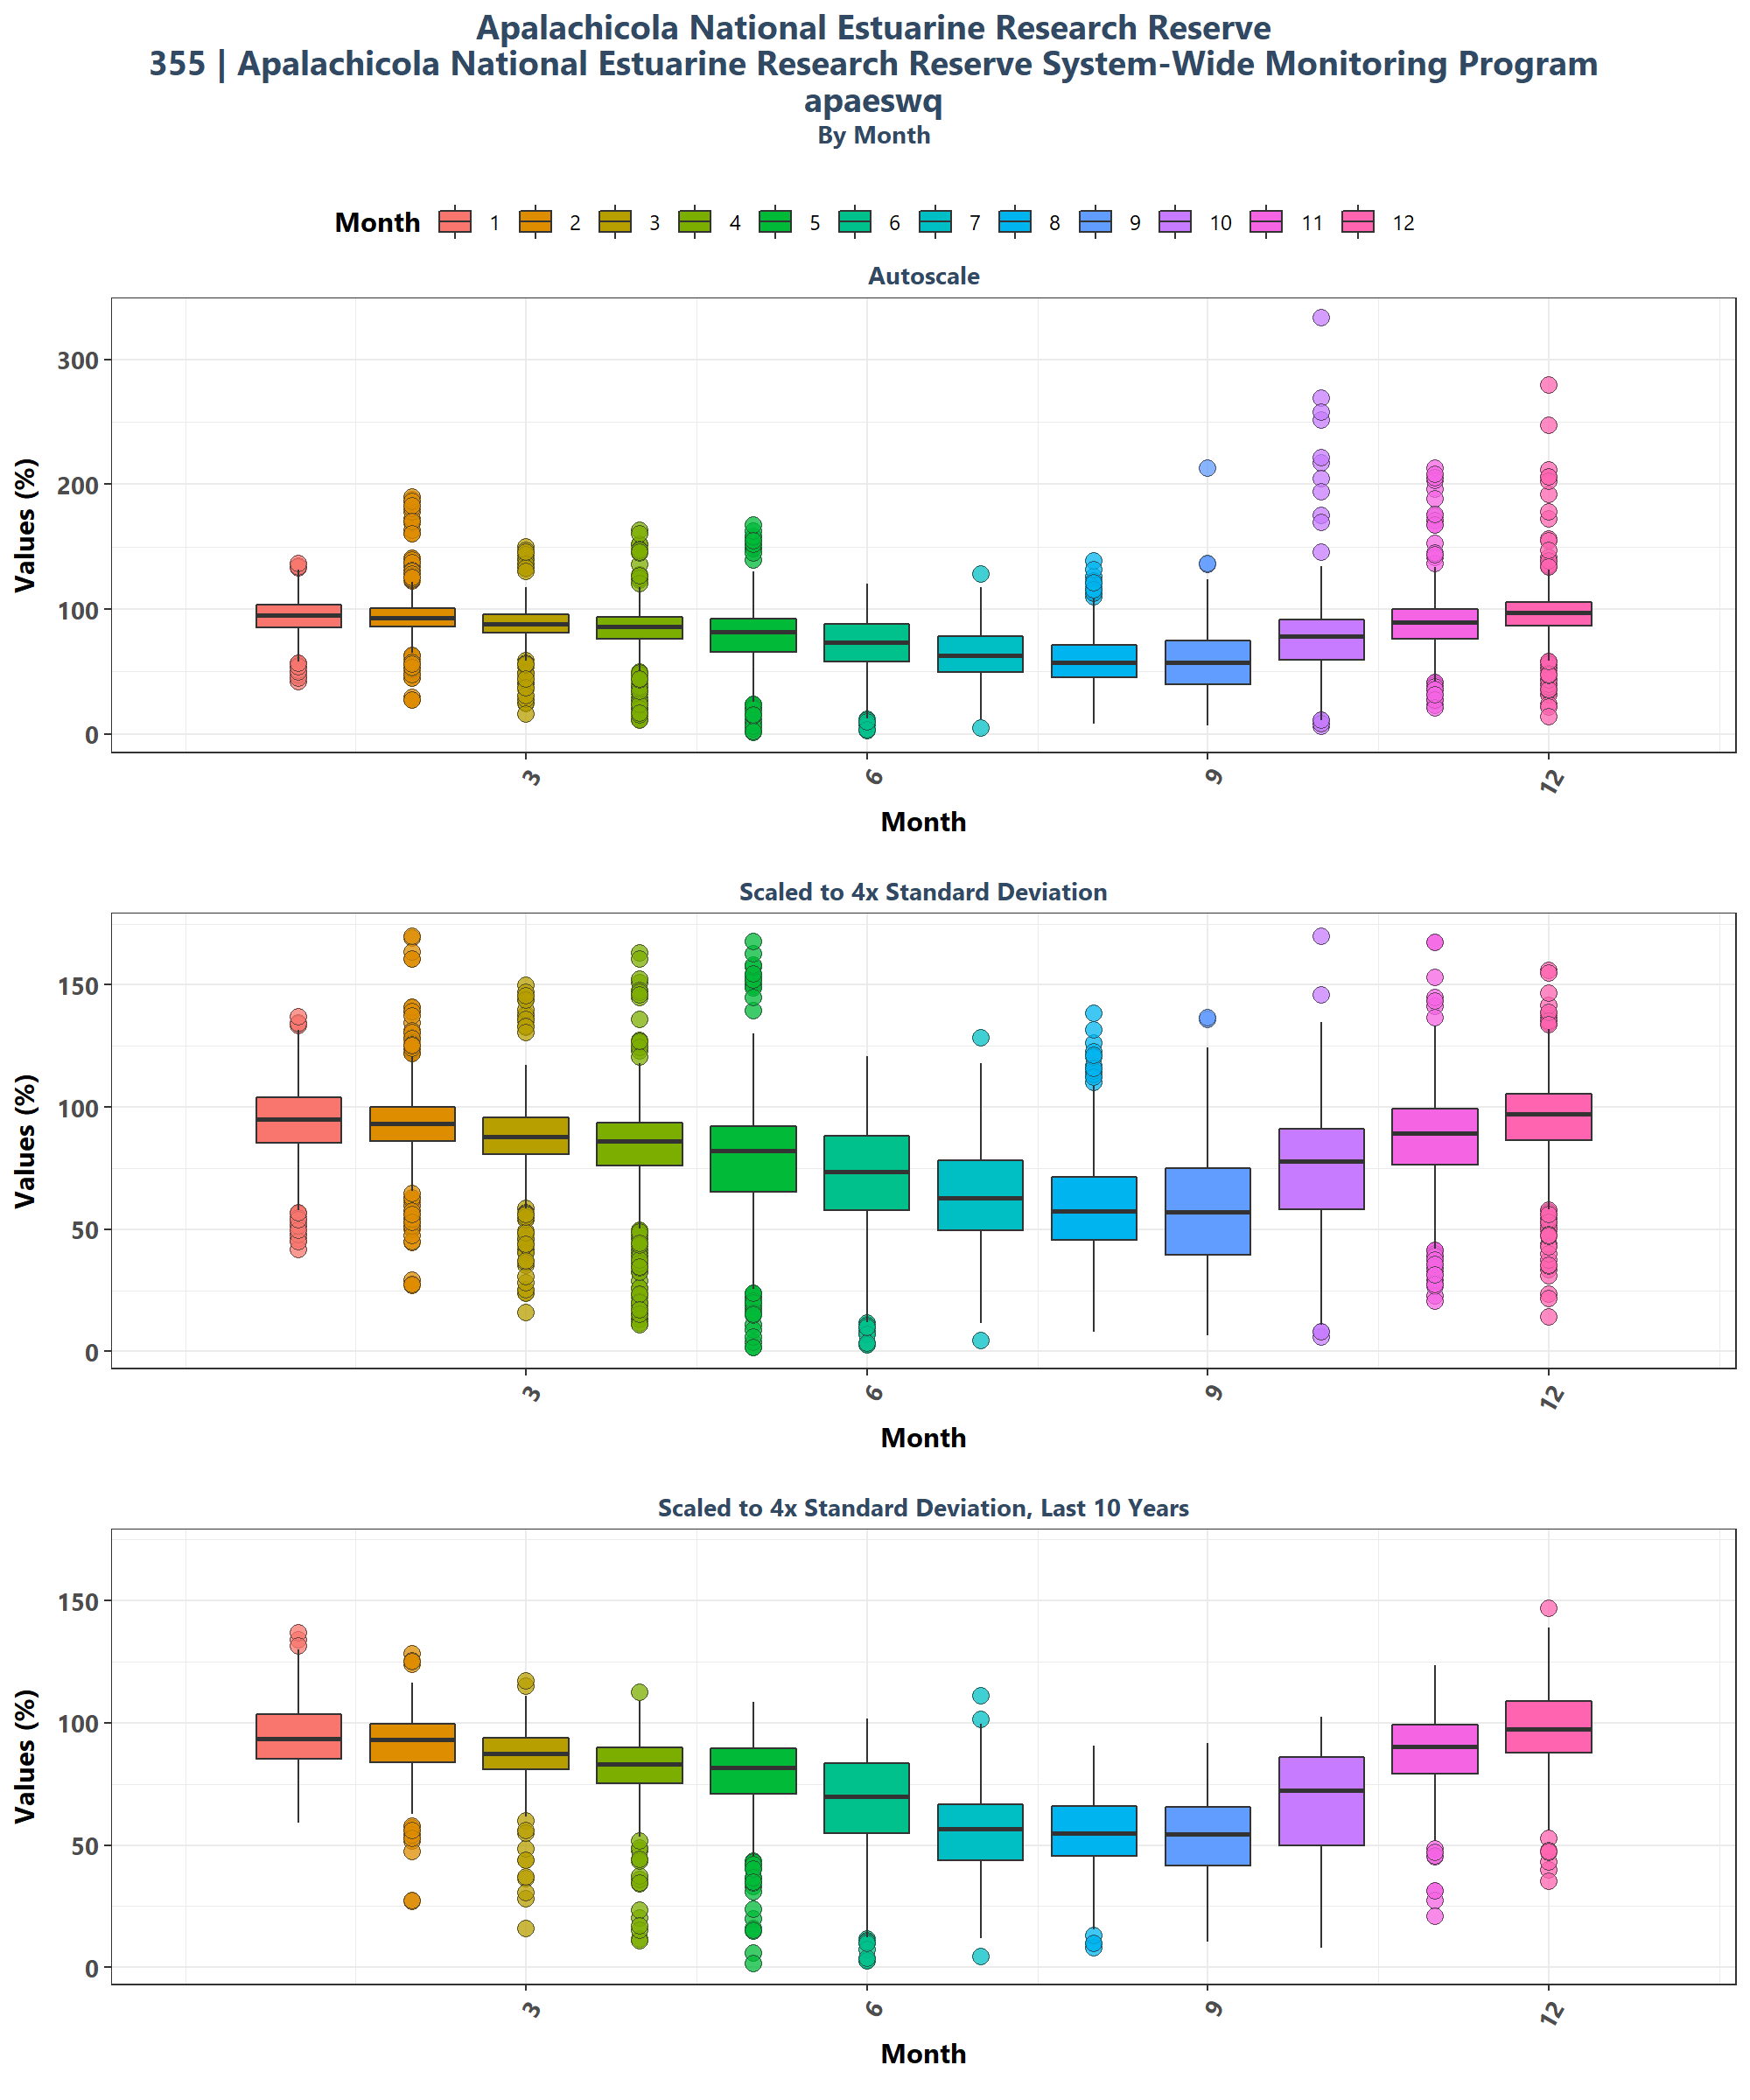 Apalachicola National Estuarine Research Reserve
355 | Apalachicola National Estuarine Research Reserve System-Wide Monitoring Program
apaeswq
By Month
Month 1 2 3 4 5 6 7 8 9 10 11 12
Autoscale
Values (%)
300
200
100
0
3 6 9 12
Month
Scaled to 4x Standard Deviation
Values (%)
150
100
50
0
3 6 9 12
Month
Scaled to 4x Standard Deviation, Last 10 Years
Values (%)
150
100
50
0
3 6 9 12
Month